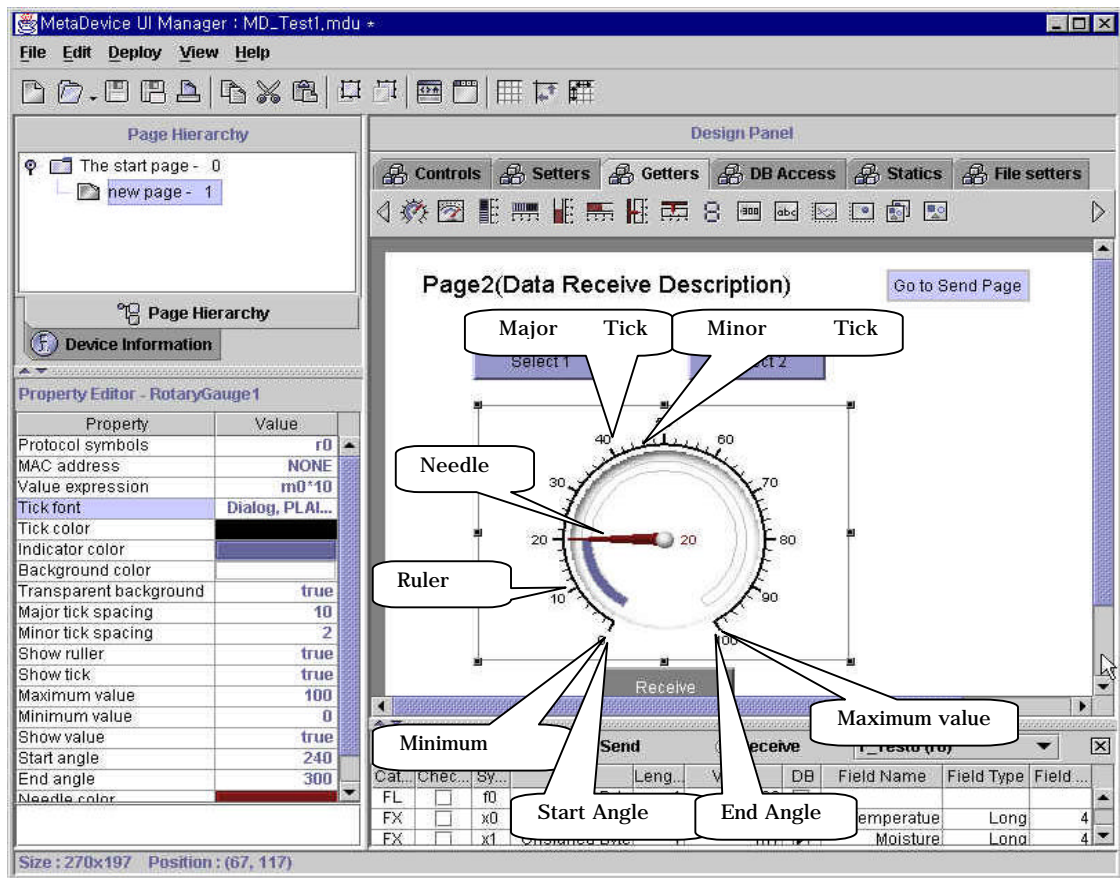 MetaDevice UI Manager : MD_Test1.mdu *
File Edit Deploy View Help
Page Hierarchy
The start page - 0
new page - 1
Page Hierarchy
Device Information
Property Editor - RotaryGauge1
Property Value
Protocol symbols r0
MAC address NONE
Value expression m0*10
Tick font Dialog, PLAI...
Tick color
Indicator color
Background color
Transparent background true
Major tick spacing 10
Minor tick spacing 2
Show ruller true
Show tick true
Maximum value 100
Minimum value 0
Show value true
Start angle 240
End angle 300
Needle color
Size : 270x197 Position : (67, 117)
Design Panel
Controls Setters Getters DB Access Statics File setters
Page2(Data Receive Description)
Go to Send Page
Major Tick
Minor Tick
Select 1
Needle
Ruler
0
10
20
30
40
60
70
80
90
100
20
Receive
Minimum
Maximum value
Send
Cat... Chec... Sy... Leng... DB Field Name Field Type Field ...
FL f0
FX x0 Long 4
FX x1 Unsigned Byte Moisture Long 4
Start Angle
End Angle